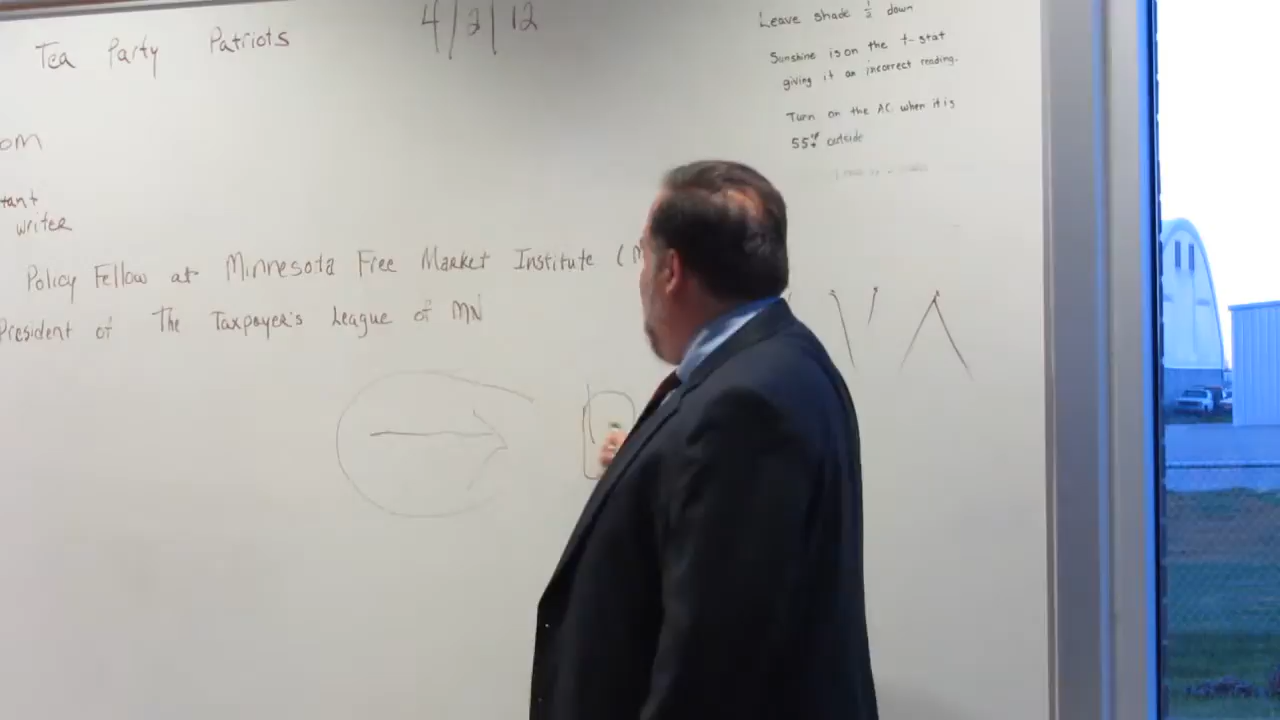 Tea Party Patriots 4/2/12
om
tant
writer
Policy Fellow at Minnesota Free Market Institute (M
President of The Taxpayer's League of MN
Leave shade 1/2 down
Sunshine is on the t-stat
giving it an incorrect reading.
Turn on the AC when it is
55° outside